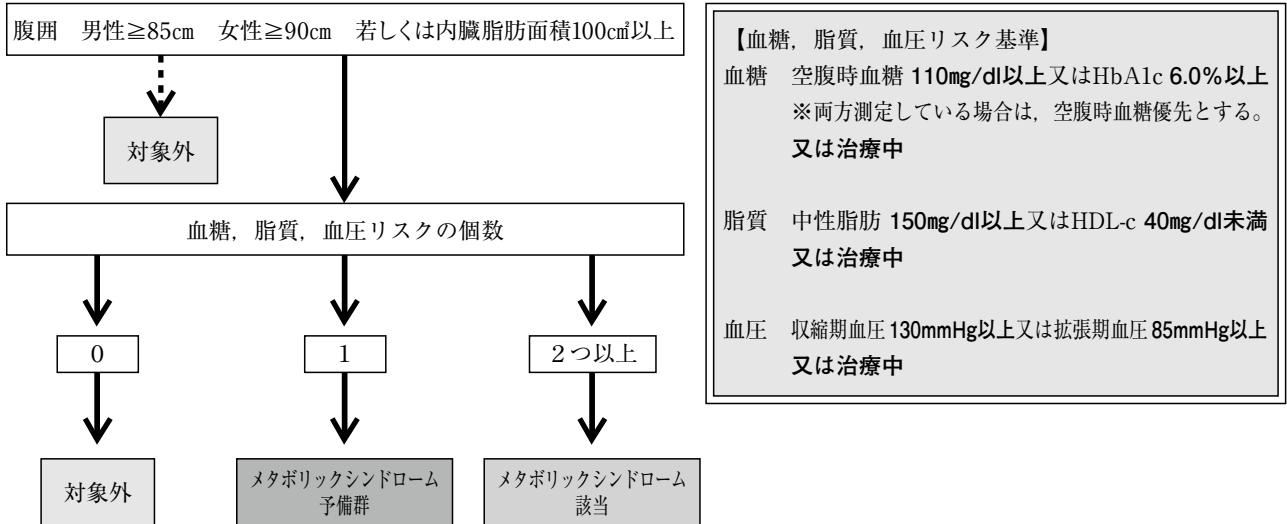 腹囲　男性≧85cm　女性≧90cm　若しくは内臓脂肪面積100c㎡以上
対象外
血糖，脂質，血圧リスクの個数
0
1
２つ以上
対象外
メタボリックシンドローム
予備群
メタボリックシンドローム
該当
【血糖，脂質，血圧リスク基準】
血糖　空腹時血糖 110㎎/dl以上又はHbA1c 6.0％以上
※両方測定している場合は，空腹時血糖優先とする。
又は治療中
脂質　中性脂肪 150㎎/dl以上又はHDL-c 40㎎/dl未満
又は治療中
血圧　収縮期血圧 130mmHg以上又は拡張期血圧 85mmHg以上
又は治療中